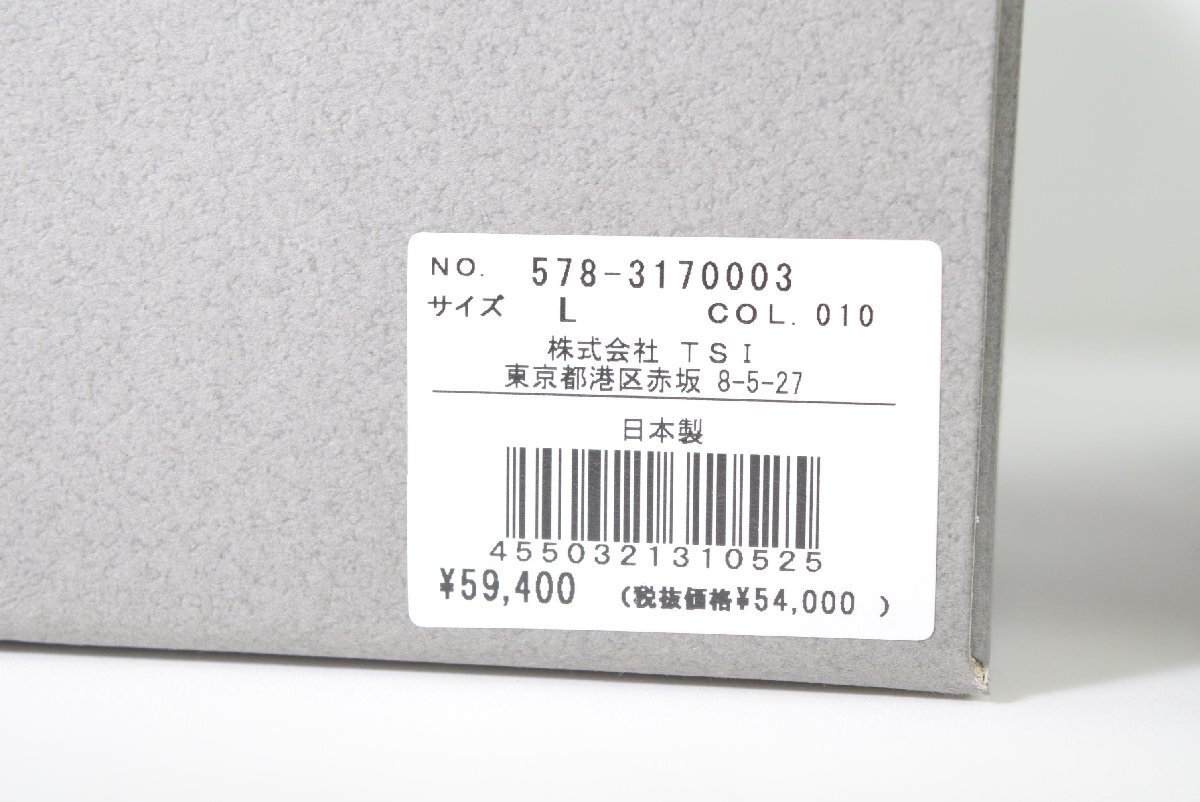 NO. 578-3170003
サイズ L COL. 010
株式会社 TSI
東京都港区赤坂 8-5-27
日本製
4550321310525
¥59,400 (税抜価格¥54,000 )